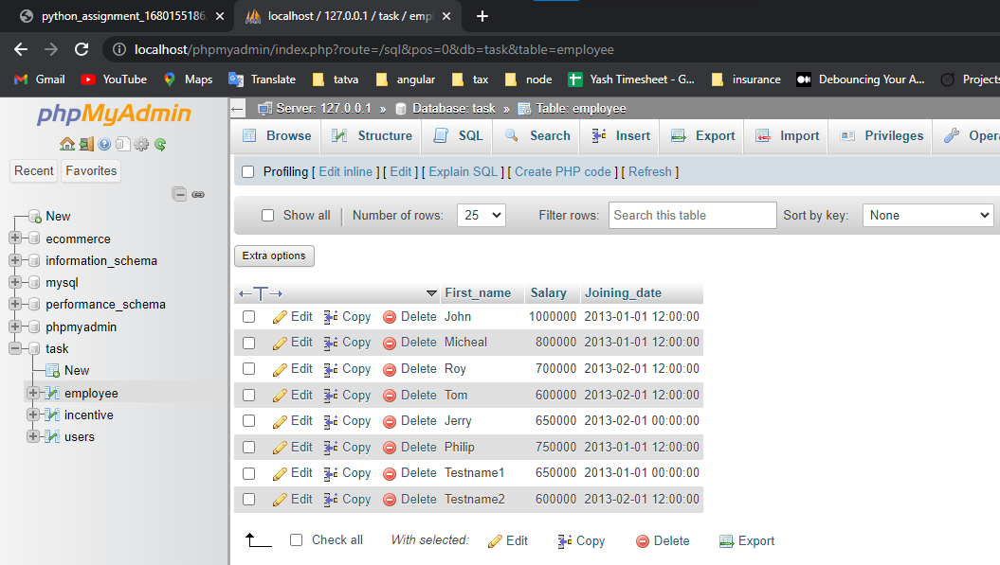 python_assignment_1680155186
localhost / 127.0.0.1 / task / emp
localhost/phpmyadmin/index.php?route=/sql&pos=0&db=task&table=employee
Gmail YouTube Maps Translate tatva angular tax node Yash Timesheet - G... insurance Debouncing Your A... Projects
phpMyAdmin
Recent Favorites
New
ecommerce
information_schema
mysql
performance_schema
phpmyadmin
task
New
employee
incentive
users
Server: 127.0.0.1 » Database: task » Table: employee
Browse Structure SQL Search Insert Export Import Privileges Opera
Profiling [ Edit inline ] [ Edit ] [ Explain SQL ] [ Create PHP code ] [ Refresh ]
Show all | Number of rows: 25 Filter rows: Search this table Sort by key: None
Extra options
First_name Salary Joining_date
Edit Copy Delete John 1000000 2013-01-01 12:00:00
Edit Copy Delete Micheal 800000 2013-01-01 12:00:00
Edit Copy Delete Roy 700000 2013-02-01 12:00:00
Edit Copy Delete Tom 600000 2013-02-01 12:00:00
Edit Copy Delete Jerry 650000 2013-02-01 00:00:00
Edit Copy Delete Philip 750000 2013-01-01 12:00:00
Edit Copy Delete Testname1 650000 2013-01-01 00:00:00
Edit Copy Delete Testname2 600000 2013-02-01 12:00:00
Check all With selected: Edit Copy Delete Export